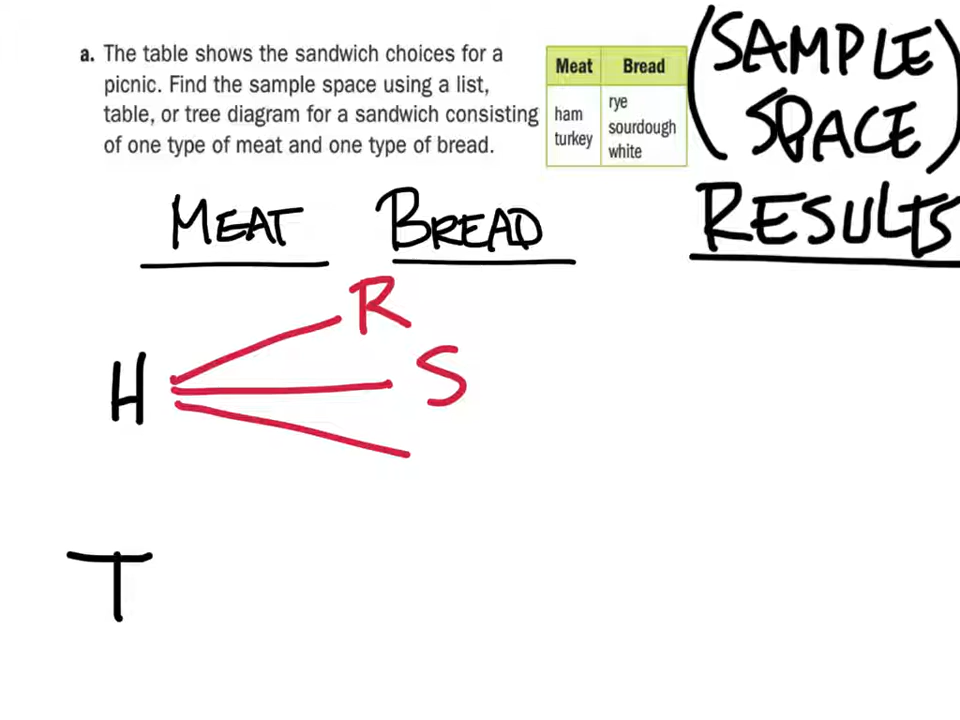 a. The table shows the sandwich choices for a
picnic. Find the sample space using a list,
table, or tree diagram for a sandwich consisting
of one type of meat and one type of bread.
Meat Bread
ham
turkey
rye
sourdough
white
(SAMPLE
SPACE)
MEAT BREAD RESULTS
R
H S
T